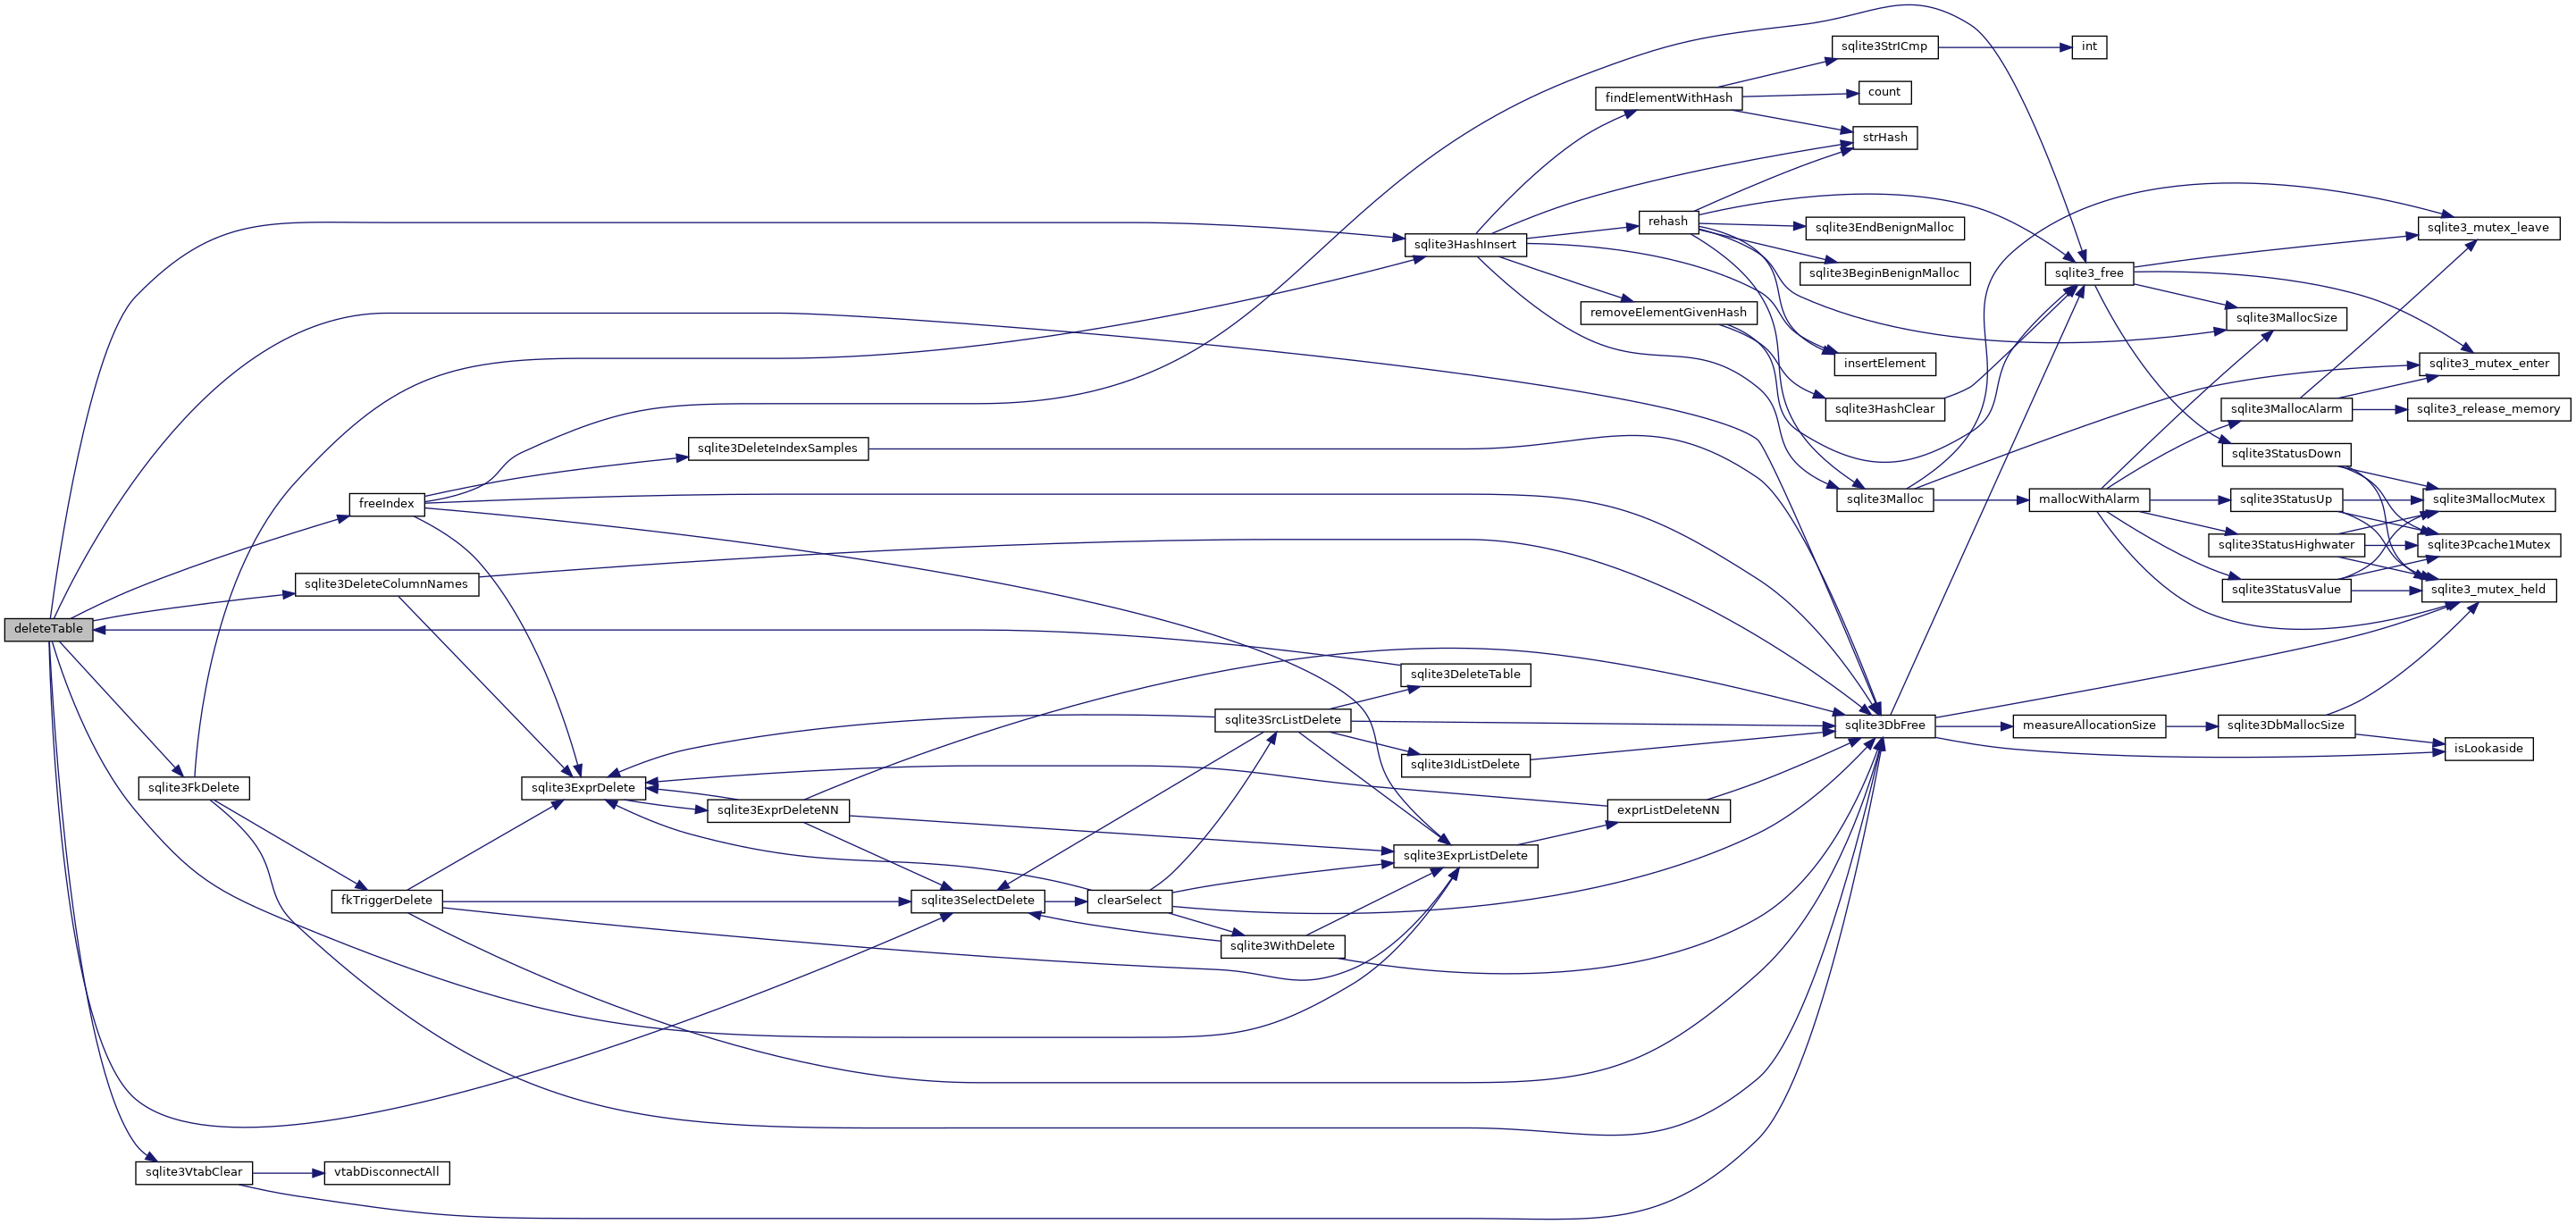 sqlite3StrICmp
int
count
findElementWithHash
strHash
rehash
sqlite3EndBenignMalloc
sqlite3_mutex_leave
sqlite3HashInsert
sqlite3BeginBenignMalloc
sqlite3_free
removeElementGivenHash
sqlite3MallocSize
insertElement
sqlite3_mutex_enter
sqlite3HashClear
sqlite3MallocAlarm
sqlite3_release_memory
sqlite3DeleteIndexSamples
sqlite3StatusDown
freeIndex
sqlite3Malloc
mallocWithAlarm
sqlite3StatusUp
sqlite3MallocMutex
sqlite3StatusHighwater
sqlite3Pcache1Mutex
sqlite3DeleteColumnNames
sqlite3StatusValue
sqlite3_mutex_held
deleteTable
sqlite3DeleteTable
sqlite3SrcListDelete
sqlite3DbFree
measureAllocationSize
sqlite3DbMallocSize
isLookaside
sqlite3IdListDelete
sqlite3FkDelete
sqlite3ExprDelete
sqlite3ExprDeleteNN
exprListDeleteNN
sqlite3ExprListDelete
fkTriggerDelete
sqlite3SelectDelete
clearSelect
sqlite3WithDelete
sqlite3VtabClear
vtabDisconnectAll